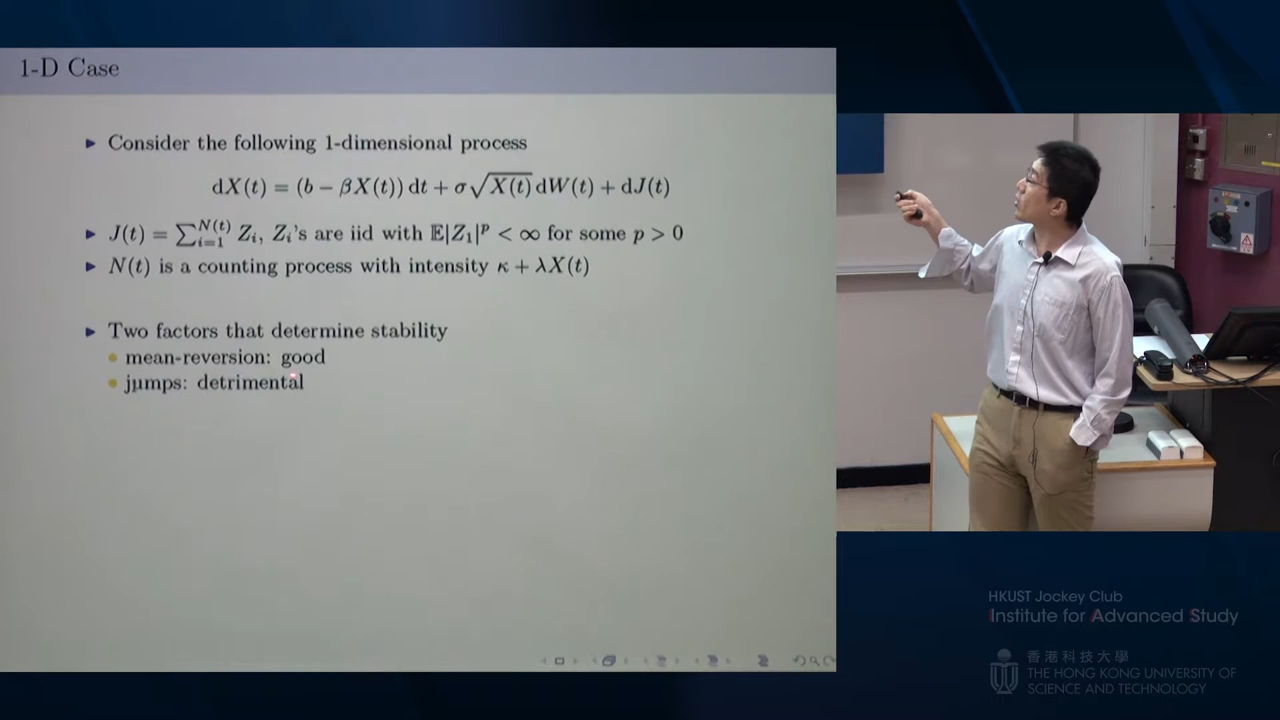 1-D Case
▶ Consider the following 1-dimensional process
dX(t) = (b − βX(t)) dt + σ√X(t) dW(t) + dJ(t)
▶ J(t) = ∑_{i=1}^{N(t)} Z_i, Z_i's are iid with 𝔼|Z_1|^p < ∞ for some p > 0
▶ N(t) is a counting process with intensity κ + λX(t)
▶ Two factors that determine stability
• mean-reversion: good
• jumps: detrimental
HKUST Jockey Club
Institute for Advanced Study
香港科技大學
THE HONG KONG UNIVERSITY OF
SCIENCE AND TECHNOLOGY